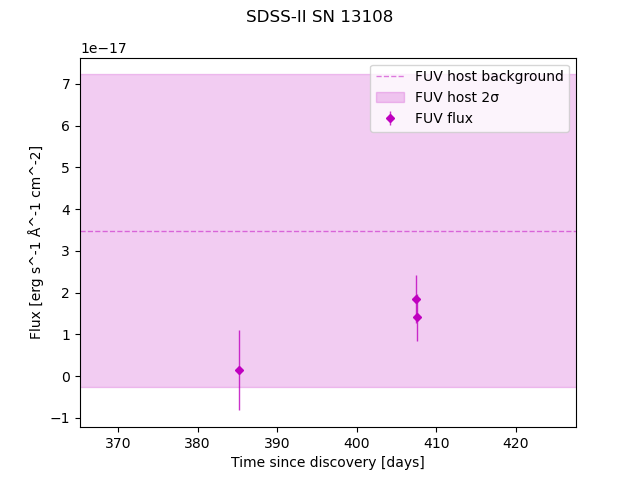 SDSS-II SN 13108
1e−17
FUV host background
FUV host 2σ
FUV flux
7
6
5
4
3
2
1
0
−1
Flux [erg s^-1 Å^-1 cm^-2]
370 380 390 400 410 420
Time since discovery [days]